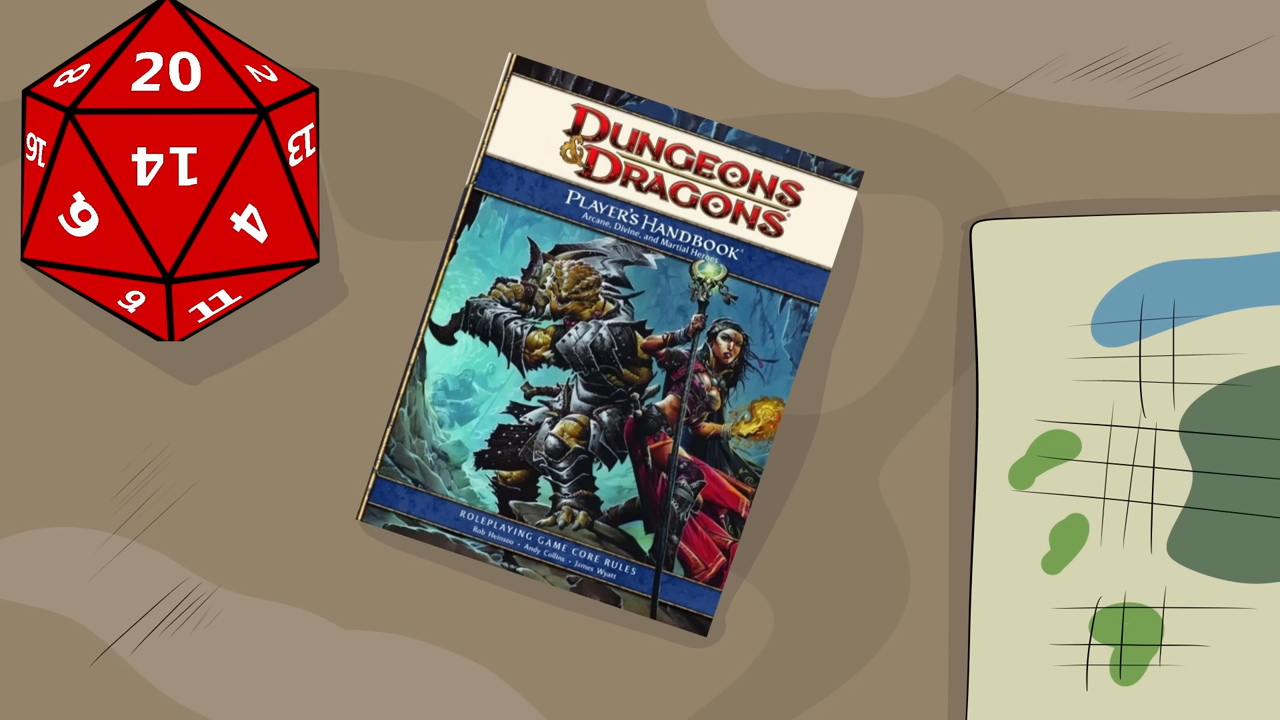 20
8
2
16
13
14
9
4
9
11
DUNGEONS
& DRAGONS
PLAYER'S HANDBOOK
Arcane, Divine, and Martial Heroes
ROLEPLAYING GAME CORE RULES
Rob Heinsoo • Andy Collins • James Wyatt